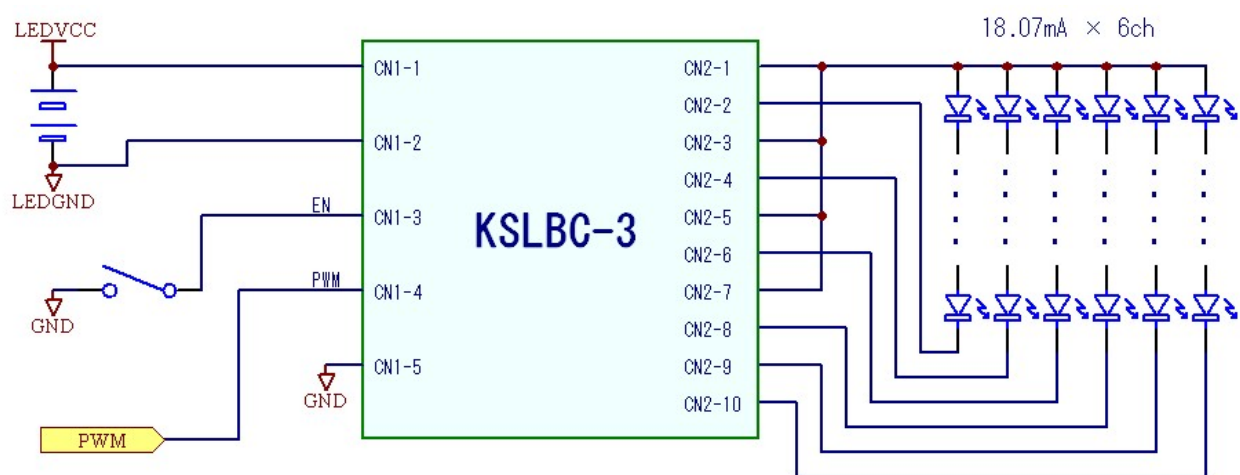 LEDVCC
18.07mA × 6ch
CN1-1
CN2-1
CN2-2
CN1-2
CN2-3
CN2-4
LEDGND
EN
CN1-3
KSLBC-3
CN2-5
CN2-6
GND
PWM
CN1-4
CN2-7
CN2-8
CN1-5
CN2-9
GND
CN2-10
PWM